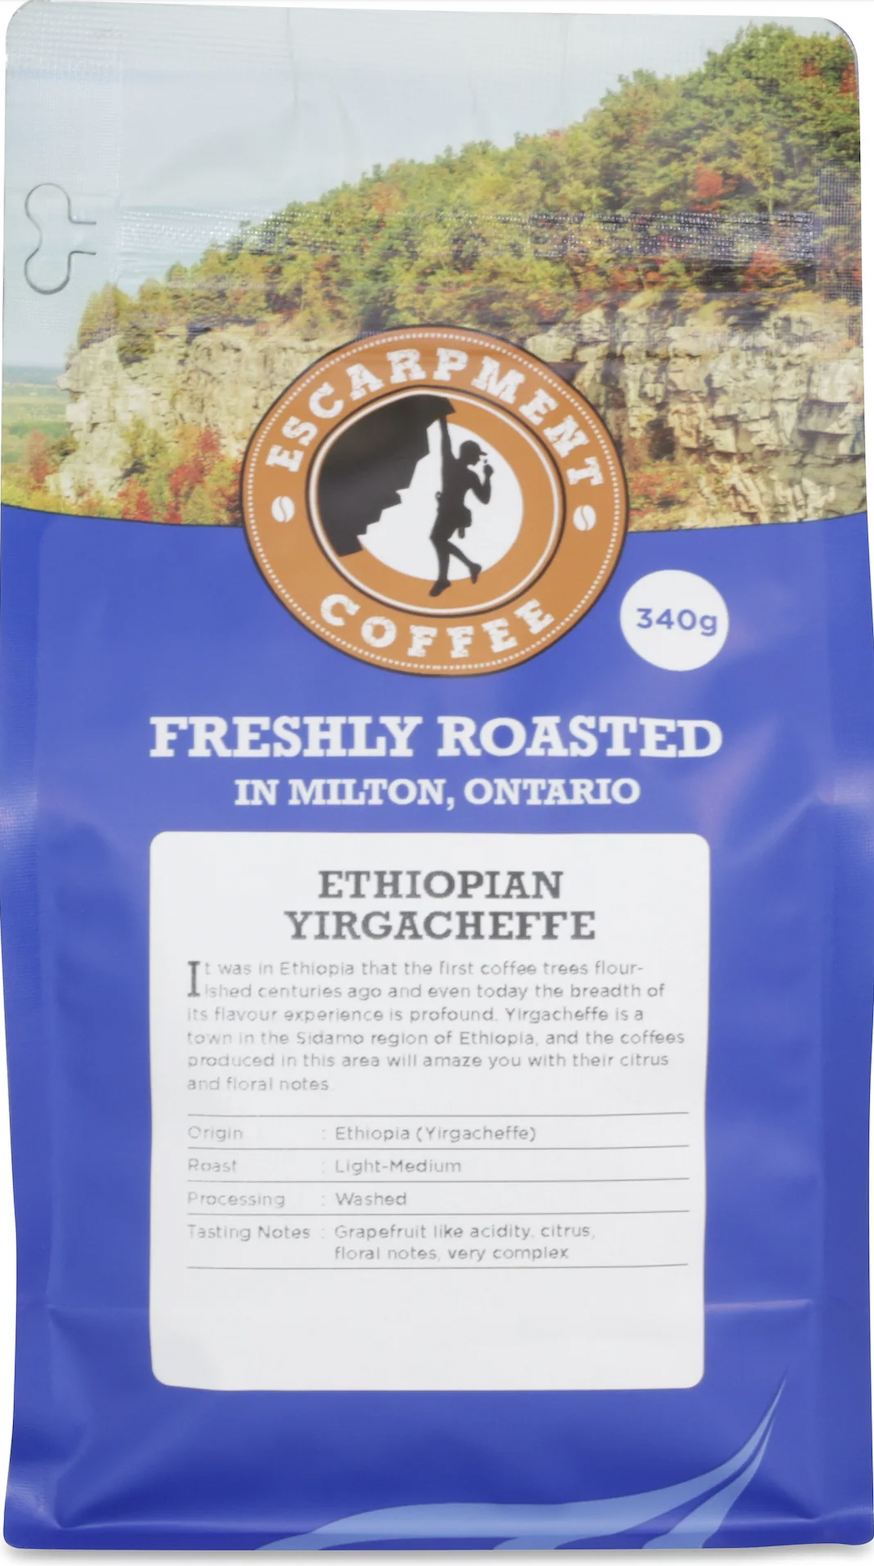 ESCARPMENT
COFFEE
340g
FRESHLY ROASTED
IN MILTON, ONTARIO
ETHIOPIAN
YIRGACHEFFE
It was in Ethiopia that the first coffee trees flour-
ished centuries ago and even today the breadth of
its flavour experience is profound. Yirgacheffe is a
town in the Sidamo region of Ethiopia, and the coffees
produced in this area will amaze you with their citrus
and floral notes.
Origin : Ethiopia (Yirgacheffe)
Roast : Light-Medium
Processing : Washed
Tasting Notes : Grapefruit like acidity, citrus,
floral notes, very complex